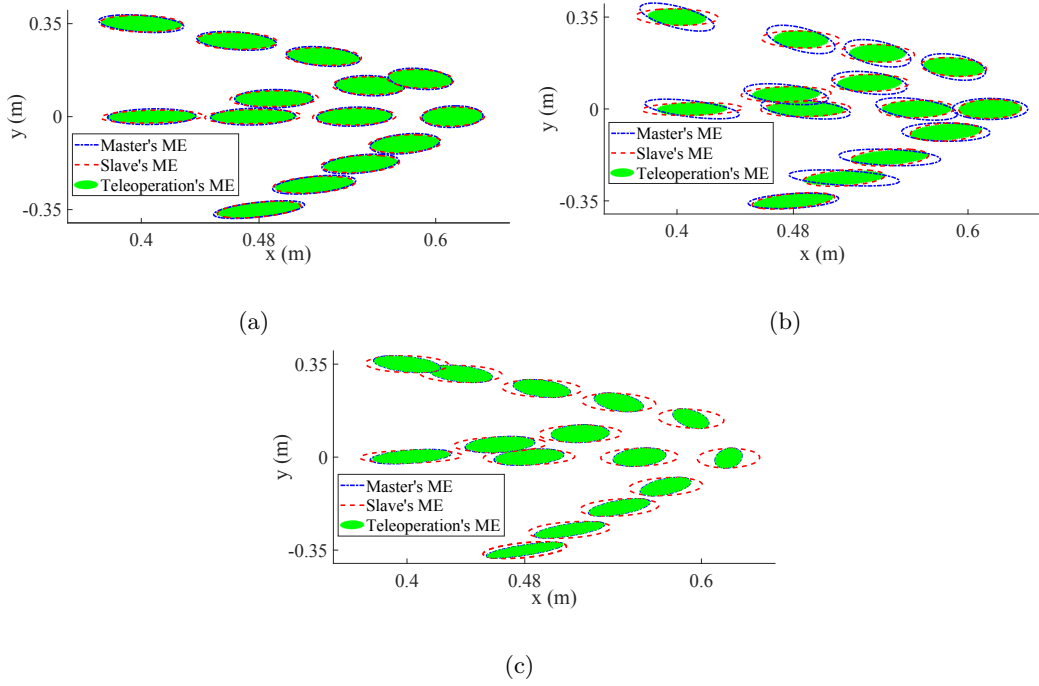 0.35
y (m)
0
Master's ME
Slave's ME
Teleoperation's ME
-0.35
0.4
0.48
0.6
x (m)
(a)
0.35
y (m)
0
Master's ME
Slave's ME
Teleoperation's ME
-0.35
0.4
0.48
0.6
x (m)
(b)
0.35
y (m)
0
Master's ME
Slave's ME
Teleoperation's ME
-0.35
0.4
0.48
0.6
x (m)
(c)